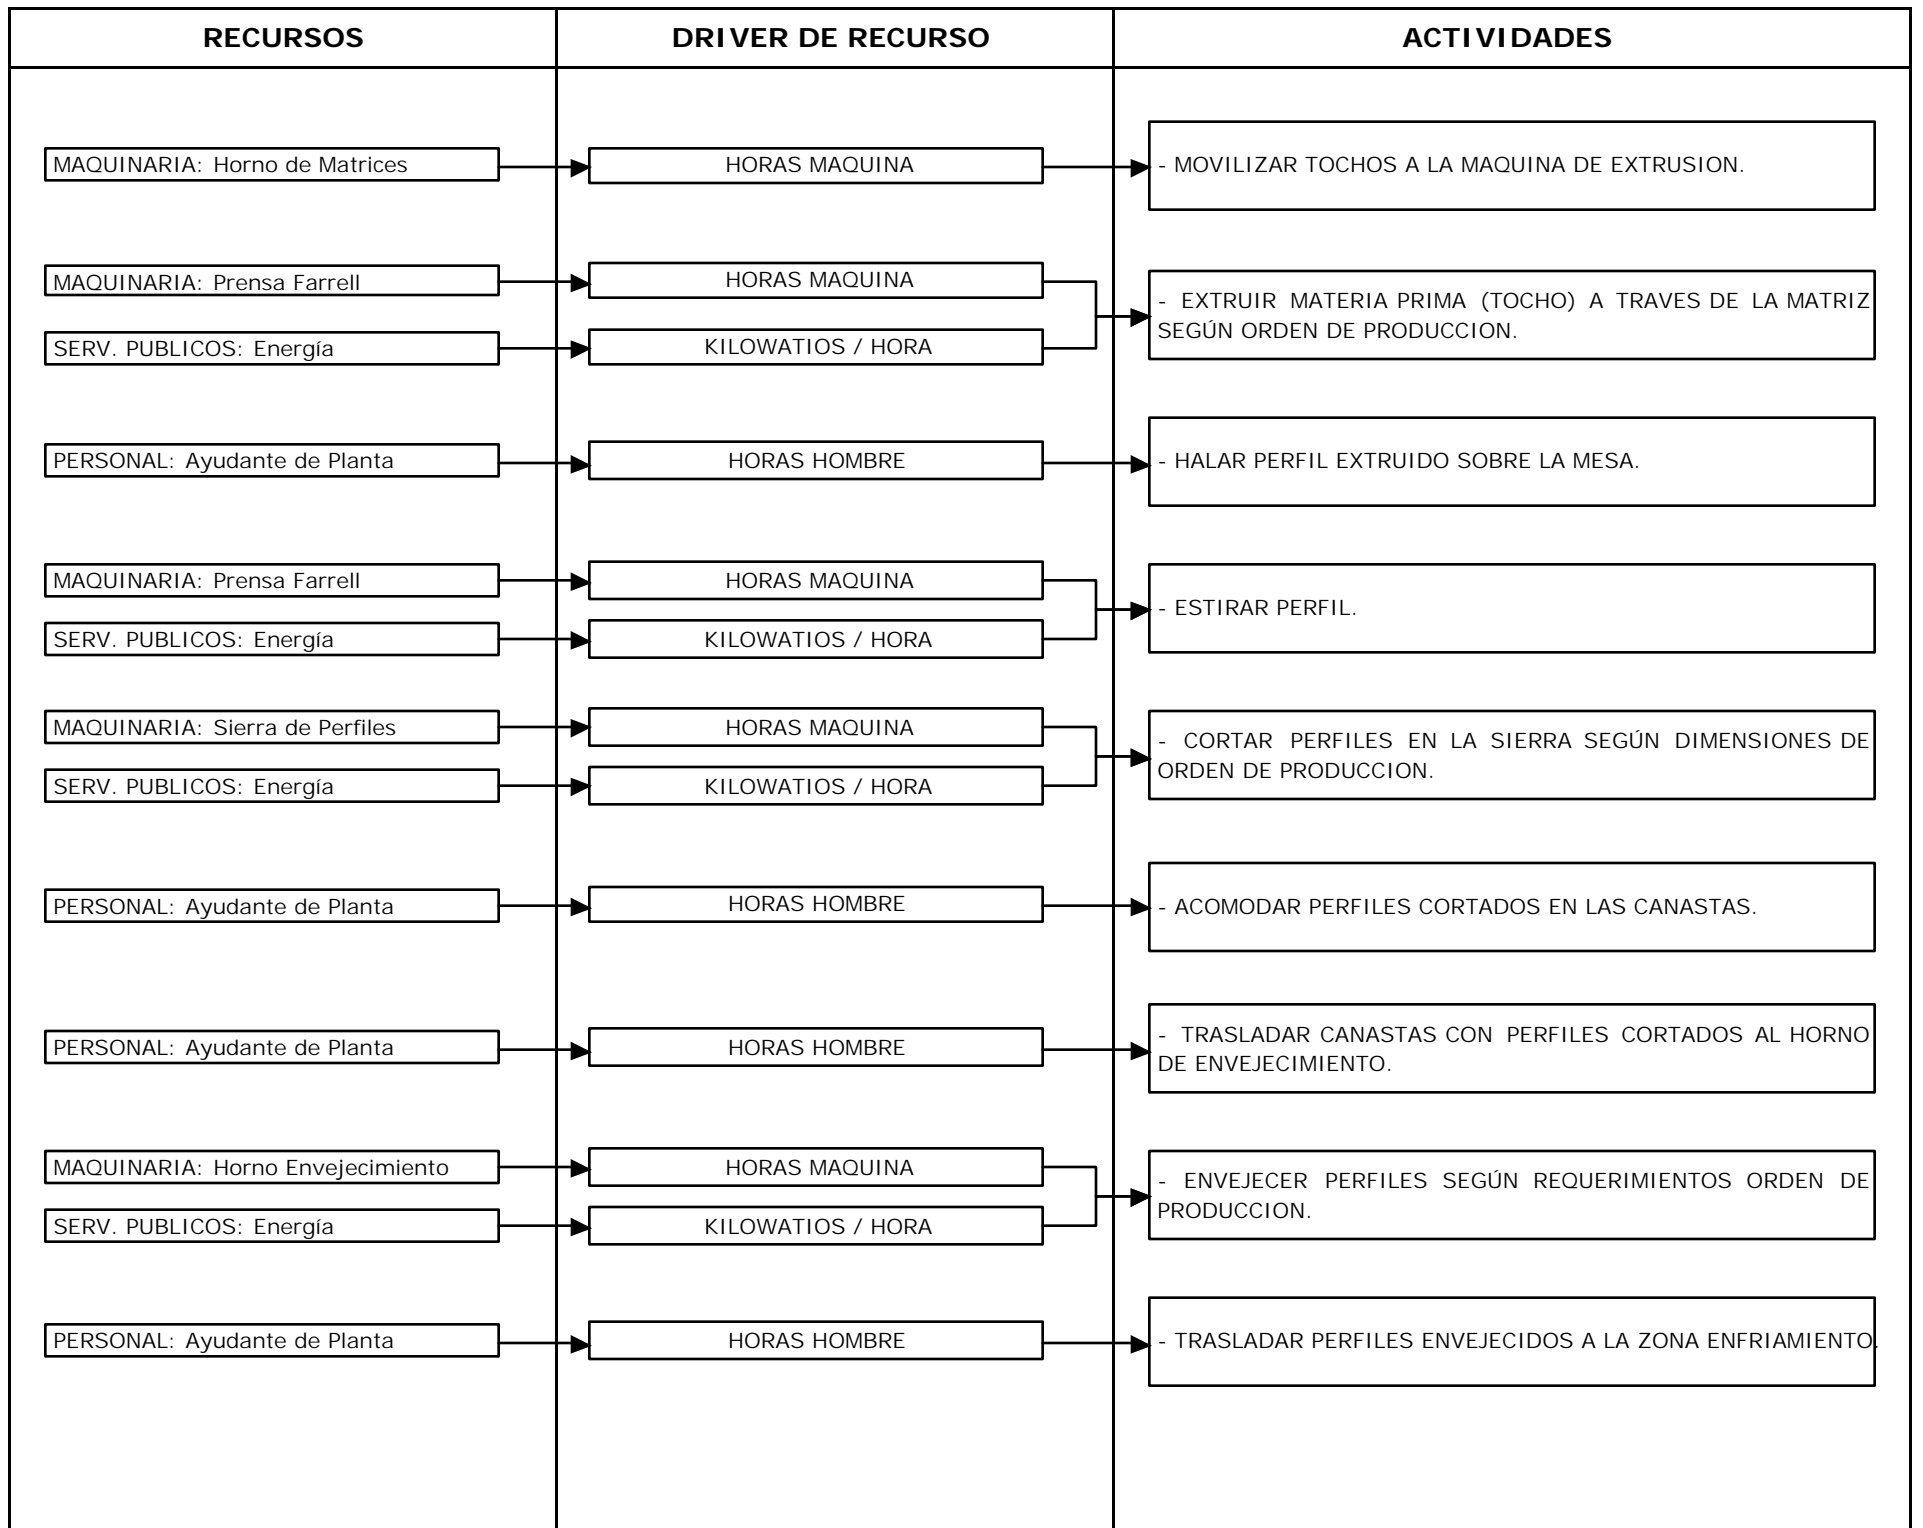 RECURSOS
DRIVER DE RECURSO
ACTIVIDADES
MAQUINARIA: Horno de Matrices
HORAS MAQUINA
- MOVILIZAR TOCHOS A LA MAQUINA DE EXTRUSION.
MAQUINARIA: Prensa Farrell
HORAS MAQUINA
SERV. PUBLICOS: Energía
KILOWATIOS / HORA
- EXTRUIR MATERIA PRIMA (TOCHO) A TRAVES DE LA MATRIZ
SEGÚN ORDEN DE PRODUCCION.
PERSONAL: Ayudante de Planta
HORAS HOMBRE
- HALAR PERFIL EXTRUIDO SOBRE LA MESA.
MAQUINARIA: Prensa Farrell
HORAS MAQUINA
SERV. PUBLICOS: Energía
KILOWATIOS / HORA
- ESTIRAR PERFIL.
MAQUINARIA: Sierra de Perfiles
HORAS MAQUINA
SERV. PUBLICOS: Energía
KILOWATIOS / HORA
- CORTAR PERFILES EN LA SIERRA SEGÚN DIMENSIONES DE
ORDEN DE PRODUCCION.
PERSONAL: Ayudante de Planta
HORAS HOMBRE
- ACOMODAR PERFILES CORTADOS EN LAS CANASTAS.
PERSONAL: Ayudante de Planta
HORAS HOMBRE
- TRASLADAR CANASTAS CON PERFILES CORTADOS AL HORNO
DE ENVEJECIMIENTO.
MAQUINARIA: Horno Envejecimiento
HORAS MAQUINA
SERV. PUBLICOS: Energía
KILOWATIOS / HORA
- ENVEJECER PERFILES SEGÚN REQUERIMIENTOS ORDEN DE
PRODUCCION.
PERSONAL: Ayudante de Planta
HORAS HOMBRE
- TRASLADAR PERFILES ENVEJECIDOS A LA ZONA ENFRIAMIENTO.